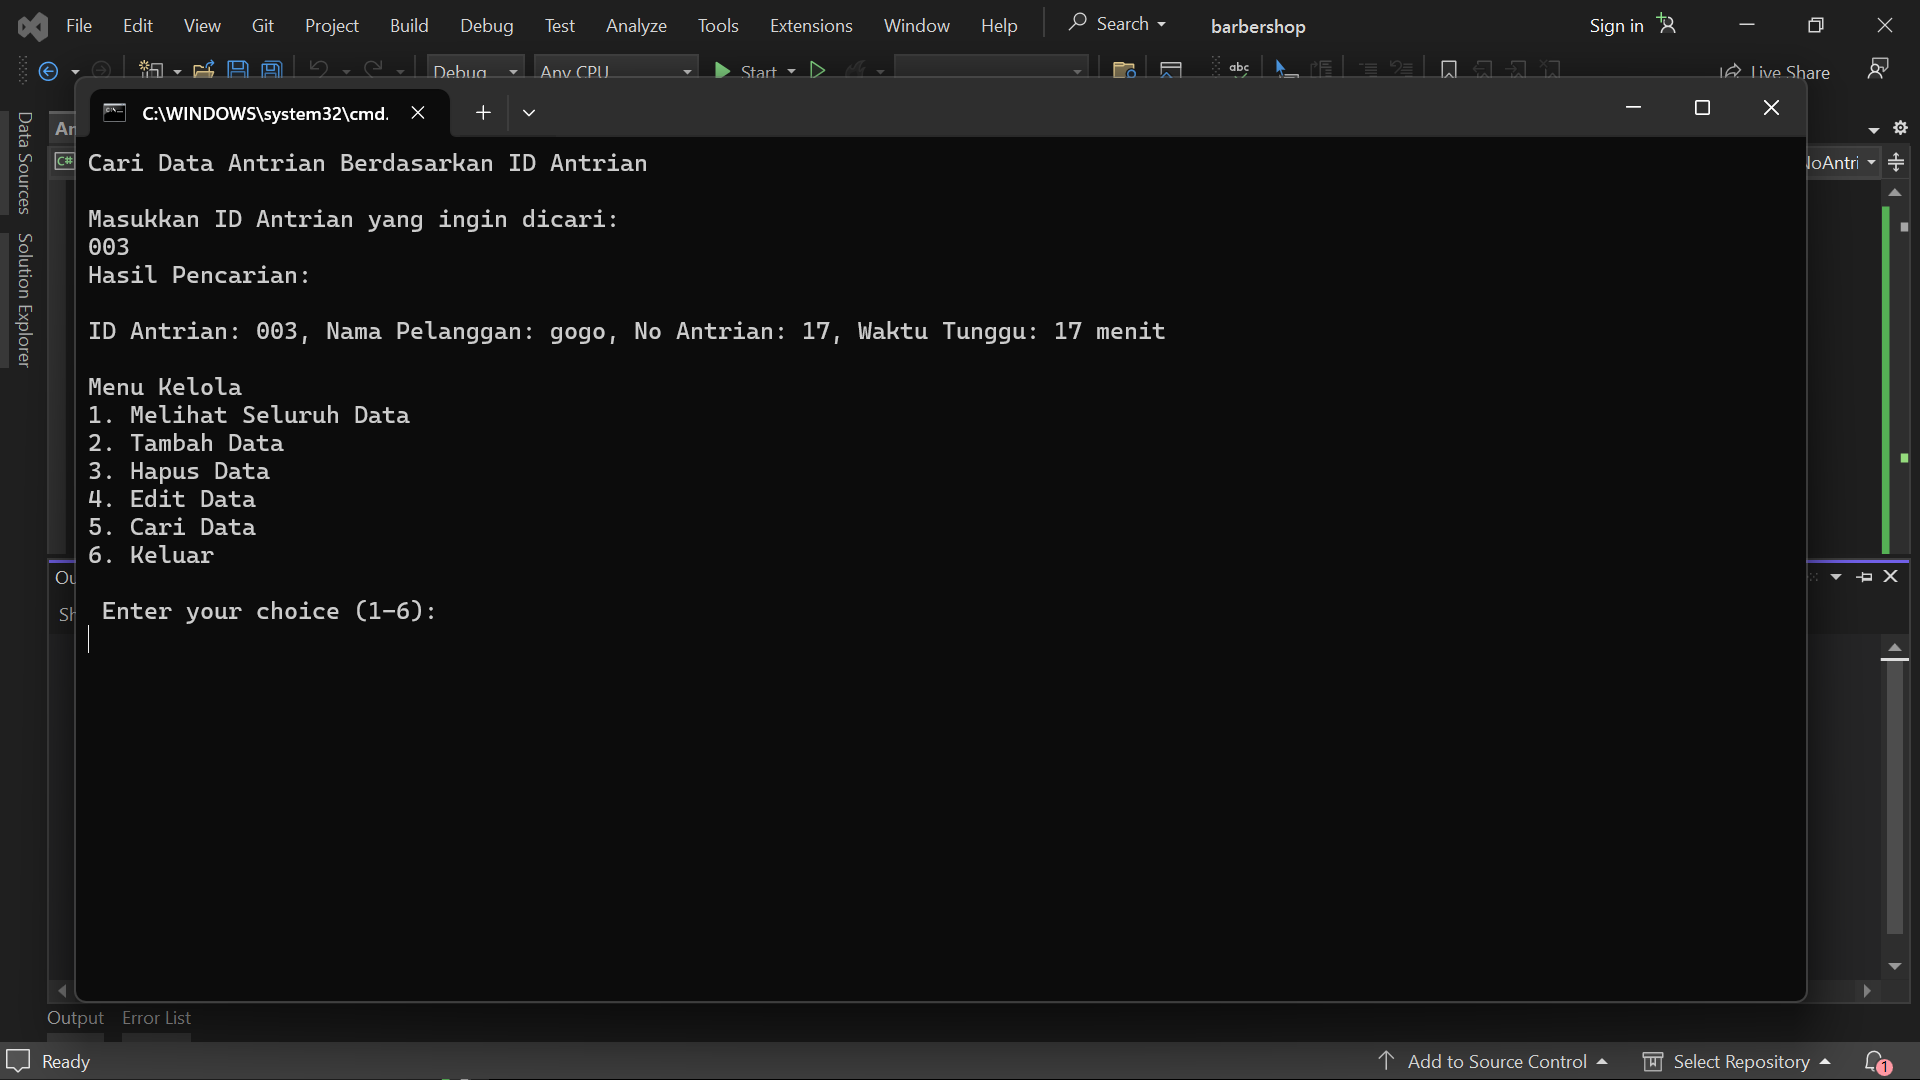 File Edit View Git Project Build Debug Test Analyze Tools Extensions Window Help Search barbershop Sign in
Debug Any CPU Start abc Live Share
C:\WINDOWS\system32\cmd.
Data Sources
Solution Explorer
C#
Cari Data Antrian Berdasarkan ID Antrian
Masukkan ID Antrian yang ingin dicari:
003
Hasil Pencarian:
ID Antrian: 003, Nama Pelanggan: gogo, No Antrian: 17, Waktu Tunggu: 17 menit
Menu Kelola
1. Melihat Seluruh Data
2. Tambah Data
3. Hapus Data
4. Edit Data
5. Cari Data
6. Keluar
Enter your choice (1-6):
Output Error List
Ready Add to Source Control Select Repository 1